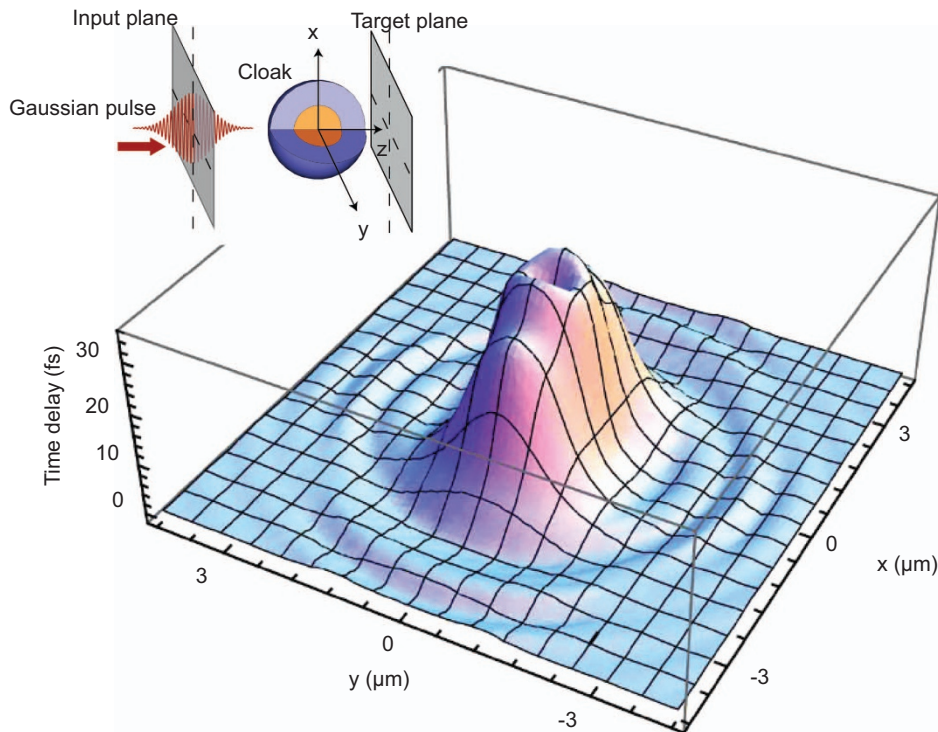 Input plane
Target plane
x
Cloak
Gaussian pulse
z
y
30
20
10
0
Time delay (fs)
3
0
-3
y (μm)
3
0
-3
x (μm)